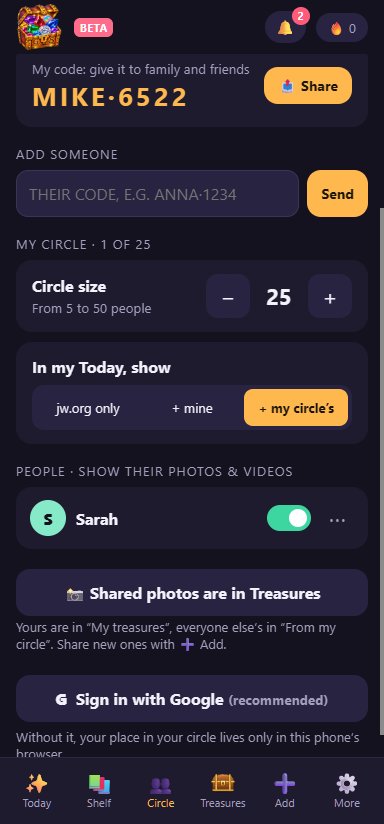 BETA
2
0
My code: give it to family and friends
MIKE·6522
Share
ADD SOMEONE
THEIR CODE, E.G. ANNA·1234
Send
MY CIRCLE · 1 OF 25
Circle size
From 5 to 50 people
− 25 +
In my Today, show
jw.org only + mine + my circle's
PEOPLE · SHOW THEIR PHOTOS & VIDEOS
S Sarah ...
Shared photos are in Treasures
Yours are in “My treasures”, everyone else’s in “From my
circle”. Share new ones with + Add.
G Sign in with Google (recommended)
Without it, your place in your circle lives only in this phone’s
browser
Today Shelf Circle Treasures Add More